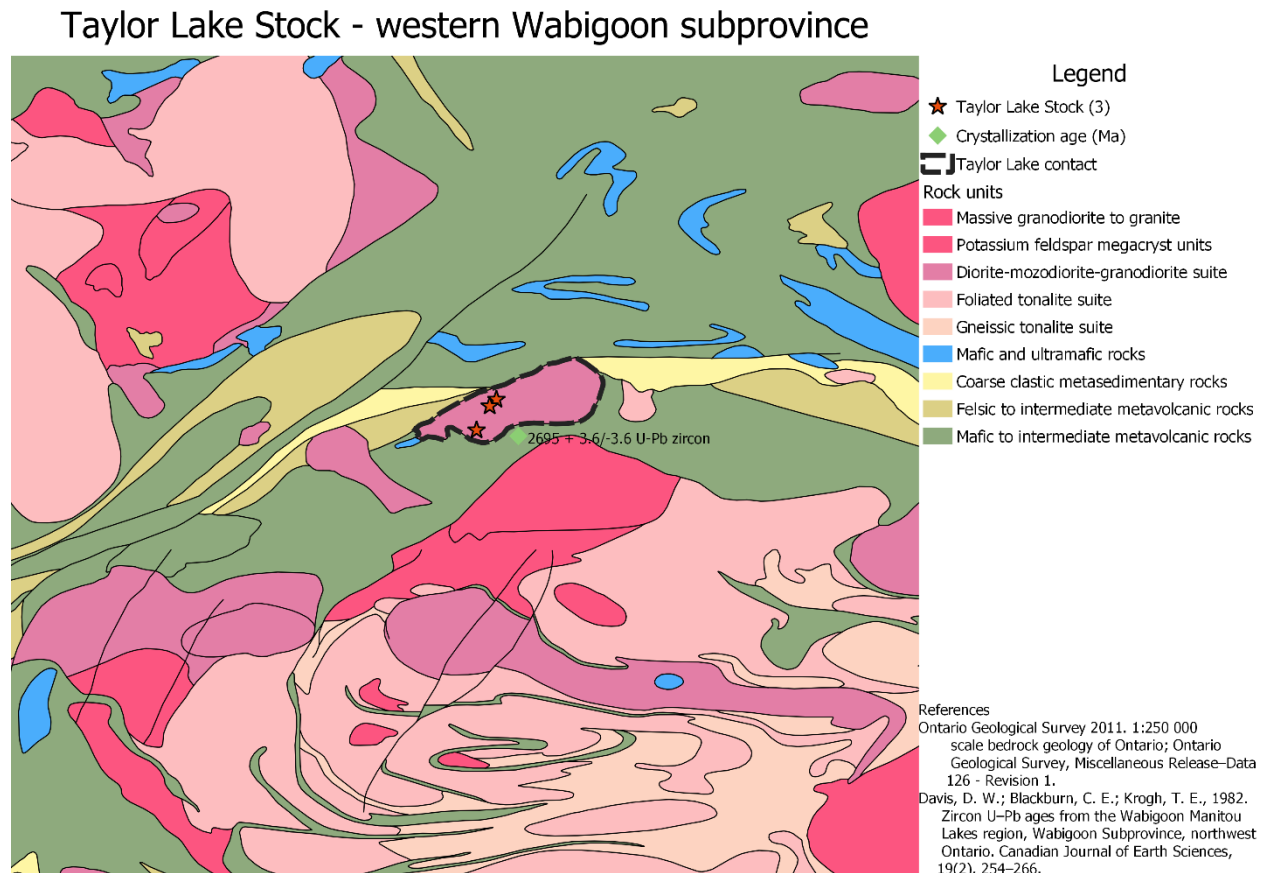 Taylor Lake Stock - western Wabigoon subprovince
Legend
Taylor Lake Stock (3)
Crystallization age (Ma)
Taylor Lake contact
Rock units
Massive granodiorite to granite
Potassium feldspar megacryst units
Diorite-mozodiorite-granodiorite suite
Foliated tonalite suite
Gneissic tonalite suite
Mafic and ultramafic rocks
Coarse clastic metasedimentary rocks
Felsic to intermediate metavolcanic rocks
Mafic to intermediate metavolcanic rocks
2695 + 3.6/-3.6 U-Pb zircon
References
Ontario Geological Survey 2011. 1:250 000
scale bedrock geology of Ontario; Ontario
Geological Survey, Miscellaneous Release–Data
126 - Revision 1.
Davis, D. W.; Blackburn, C. E.; Krogh, T. E., 1982.
Zircon U–Pb ages from the Wabigoon Manitou
Lakes region, Wabigoon Subprovince, northwest
Ontario. Canadian Journal of Earth Sciences,
19(2), 254–266.